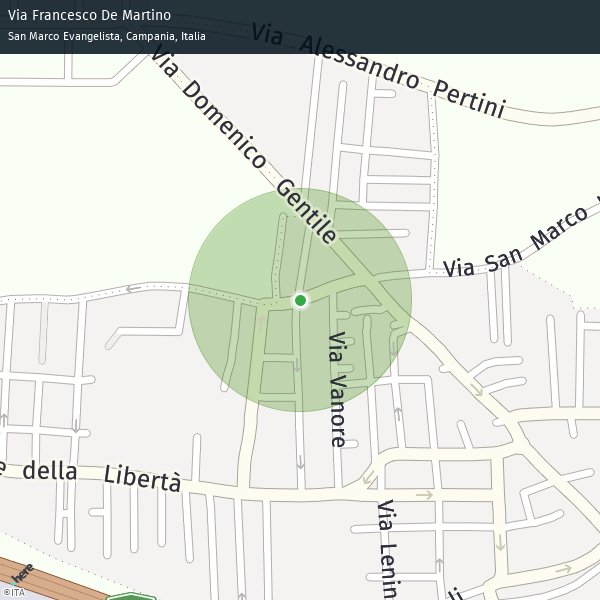 Via Francesco De Martino
San Marco Evangelista, Campania, Italia
Via Alessandro Pertini
Via Domenico Gentile
Via San Marco
Via Vanore
e della Libertà
Via Lenin
here
©ITA